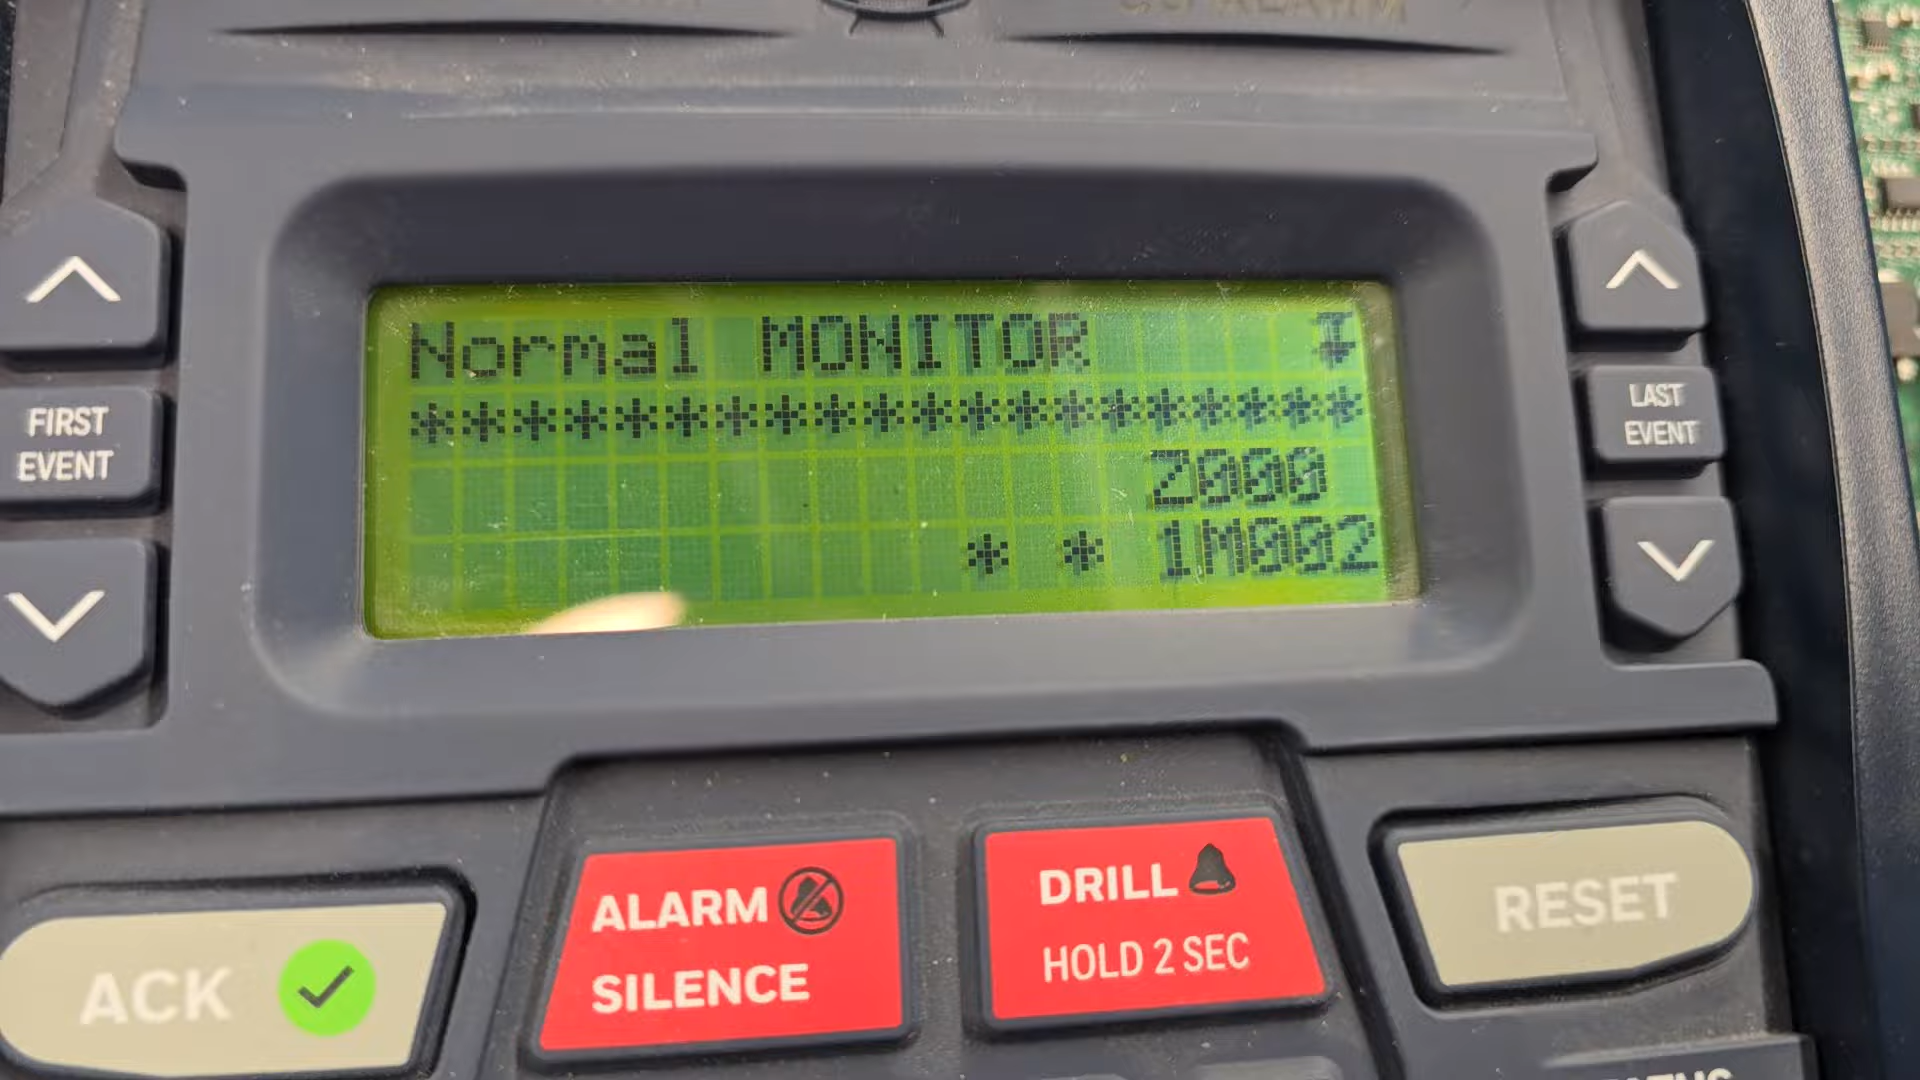 Normal MONITOR
********************
Z000
* * 1M002
FIRST
EVENT
LAST
EVENT
ALARM
SILENCE
DRILL
HOLD 2 SEC
RESET
ACK